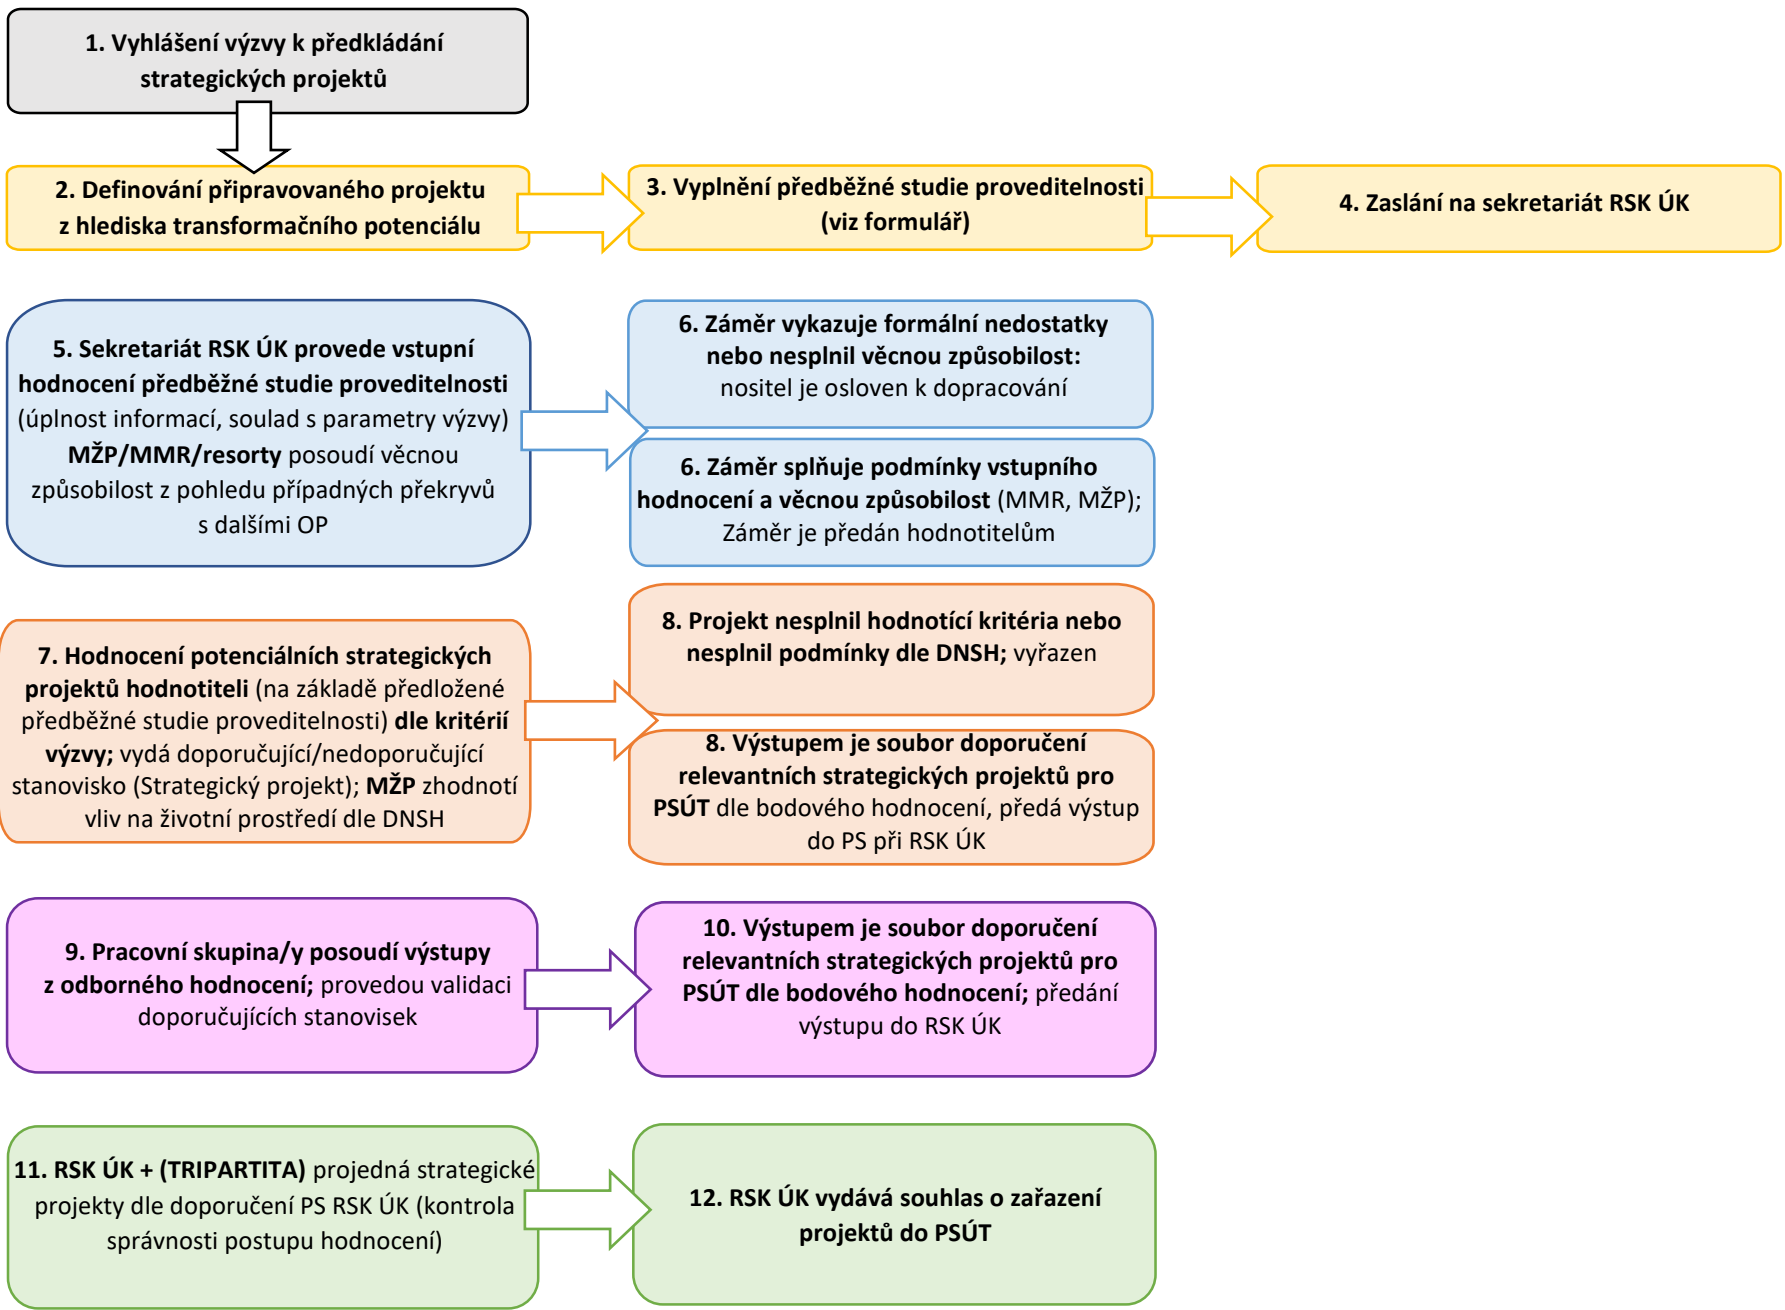 1. Vyhlášení výzvy k předkládání
strategických projektů
2. Definování připravovaného projektu
z hlediska transformačního potenciálu
3. Vyplnění předběžné studie proveditelnosti
(viz formulář)
4. Zaslání na sekretariát RSK ÚK
5. Sekretariát RSK ÚK provede vstupní
hodnocení předběžné studie proveditelnosti
(úplnost informací, soulad s parametry výzvy)
MŽP/MMR/resorty posoudí věcnou
způsobilost z pohledu případných překryvů
s dalšími OP
6. Záměr vykazuje formální nedostatky
nebo nesplnil věcnou způsobilost:
nositel je osloven k dopracování
6. Záměr splňuje podmínky vstupního
hodnocení a věcnou způsobilost (MMR, MŽP);
Záměr je předán hodnotitelům
7. Hodnocení potenciálních strategických
projektů hodnotiteli (na základě předložené
předběžné studie proveditelnosti) dle kritérií
výzvy; vydá doporučující/nedoporučující
stanovisko (Strategický projekt); MŽP zhodnotí
vliv na životní prostředí dle DNSH
8. Projekt nesplnil hodnotící kritéria nebo
nesplnil podmínky dle DNSH; vyřazen
8. Výstupem je soubor doporučení
relevantních strategických projektů pro
PSÚT dle bodového hodnocení, předá výstup
do PS při RSK ÚK
9. Pracovní skupina/y posoudí výstupy
z odborného hodnocení; provedou validaci
doporučujících stanovisek
10. Výstupem je soubor doporučení
relevantních strategických projektů pro
PSÚT dle bodového hodnocení; předání
výstupu do RSK ÚK
11. RSK ÚK + (TRIPARTITA) projedná strategické
projekty dle doporučení PS RSK ÚK (kontrola
správnosti postupu hodnocení)
12. RSK ÚK vydává souhlas o zařazení
projektů do PSÚT